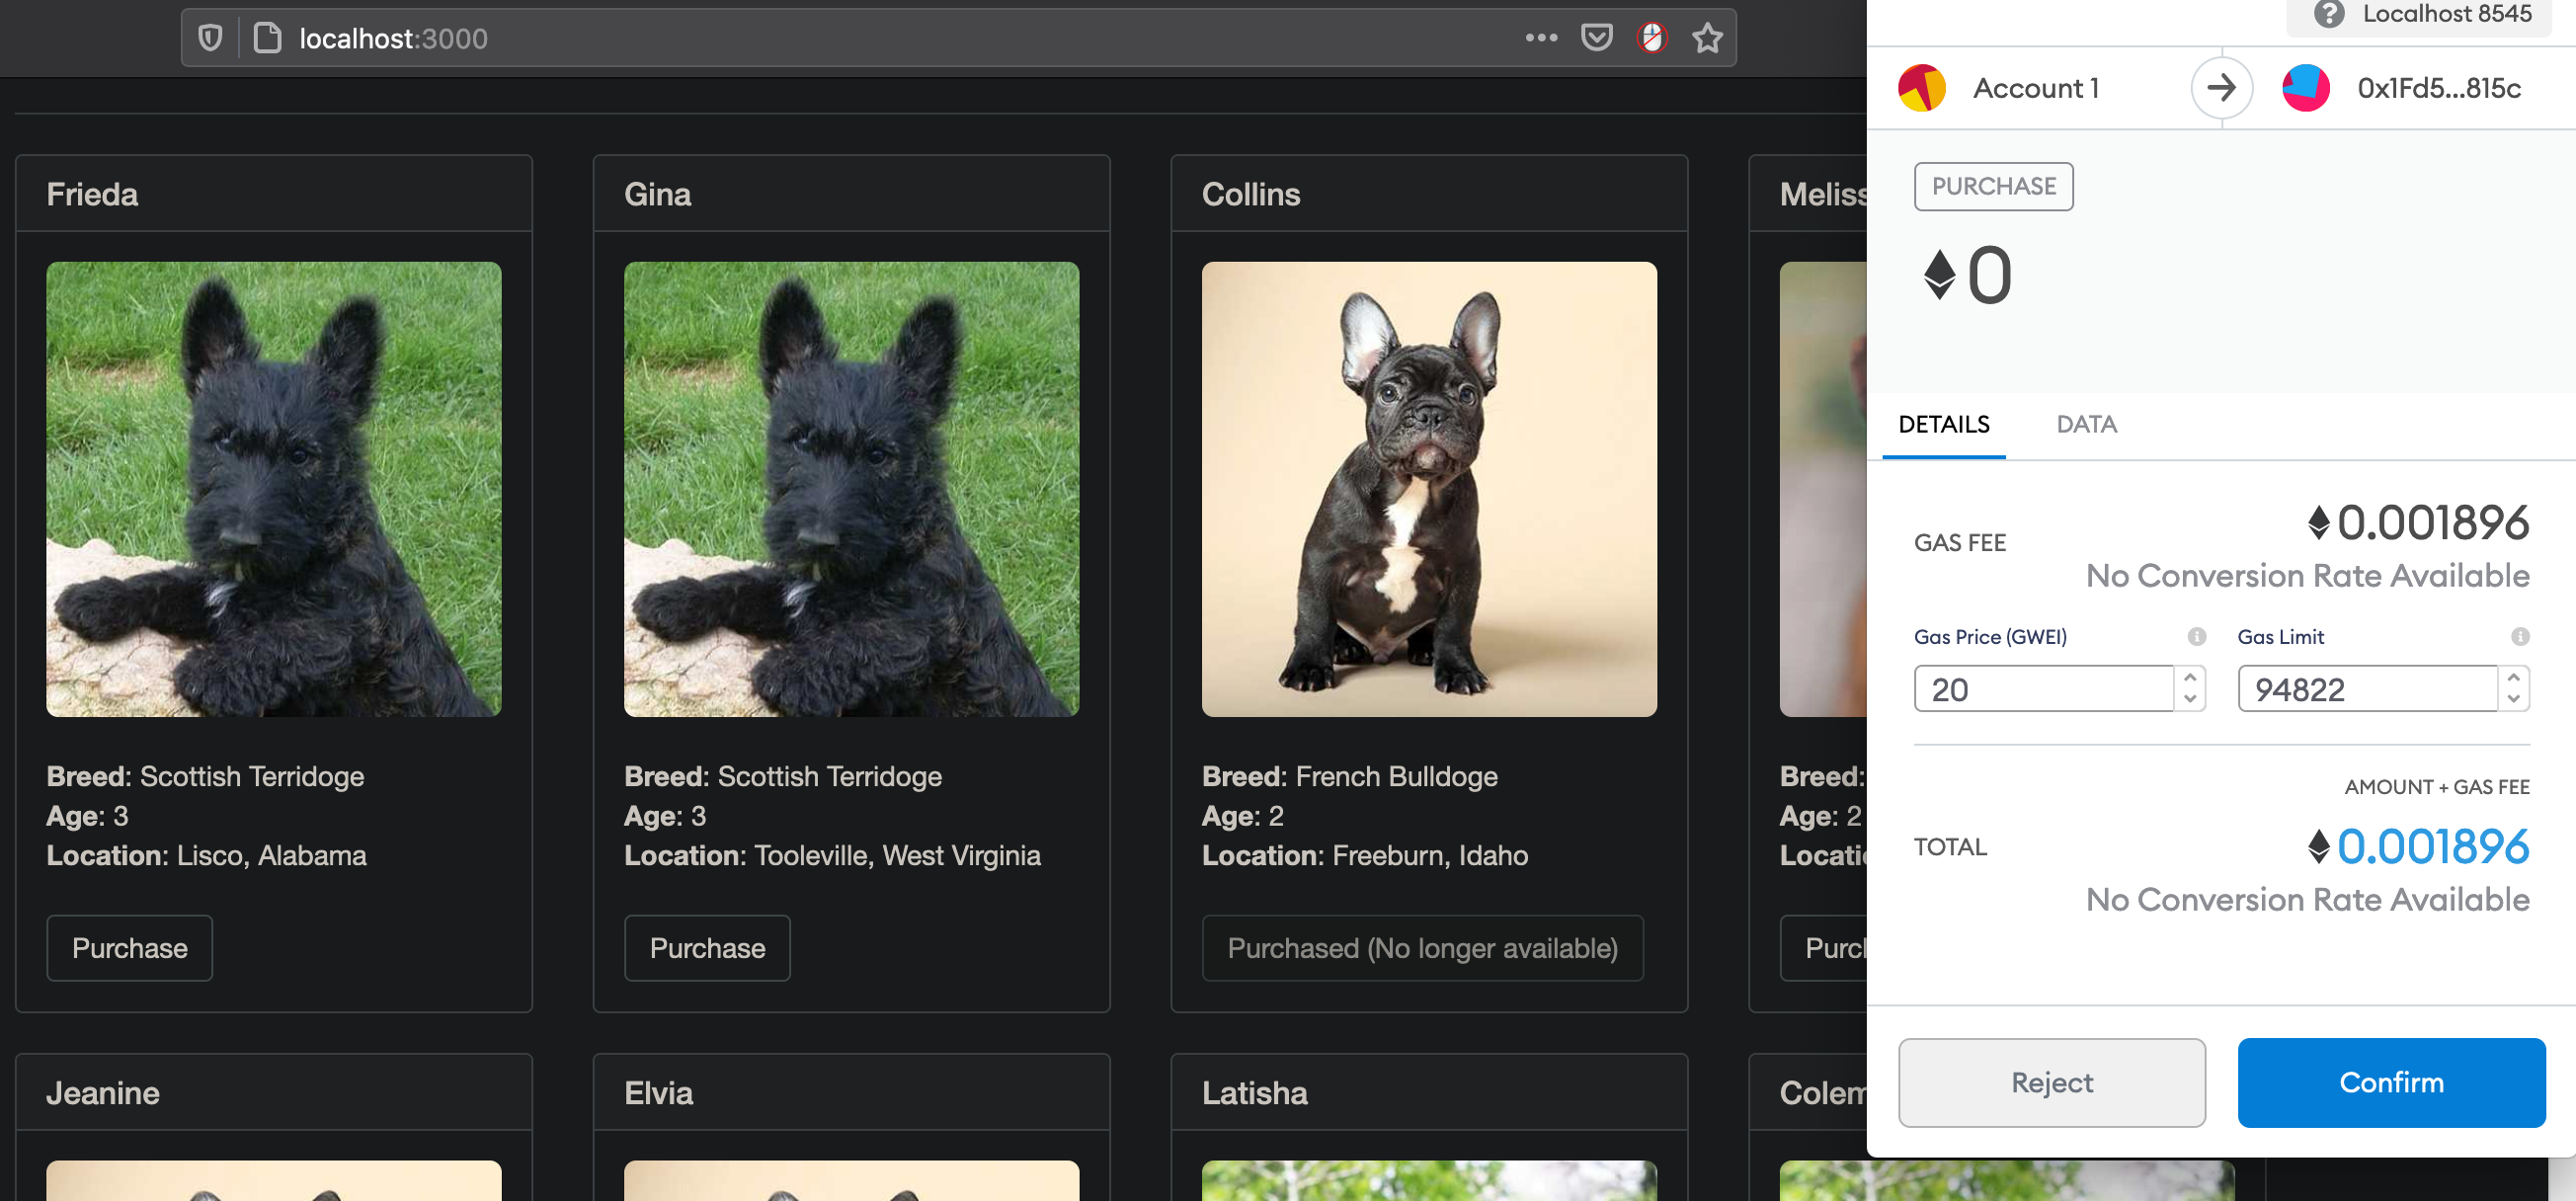 localhost:3000
Localhost 8545
Account 1
0x1Fd5...815c
PURCHASE
0
DETAILS
DATA
GAS FEE
0.001896
No Conversion Rate Available
Gas Price (GWEI)
Gas Limit
20
94822
AMOUNT + GAS FEE
TOTAL
0.001896
No Conversion Rate Available
Reject
Confirm
Frieda
Breed: Scottish Terridoge
Age: 3
Location: Lisco, Alabama
Purchase
Gina
Breed: Scottish Terridoge
Age: 3
Location: Tooleville, West Virginia
Purchase
Collins
Breed: French Bulldoge
Age: 2
Location: Freeburn, Idaho
Purchased (No longer available)
Meliss
Breed:
Age: 2
Locati
Purcl
Jeanine
Elvia
Latisha
Colem